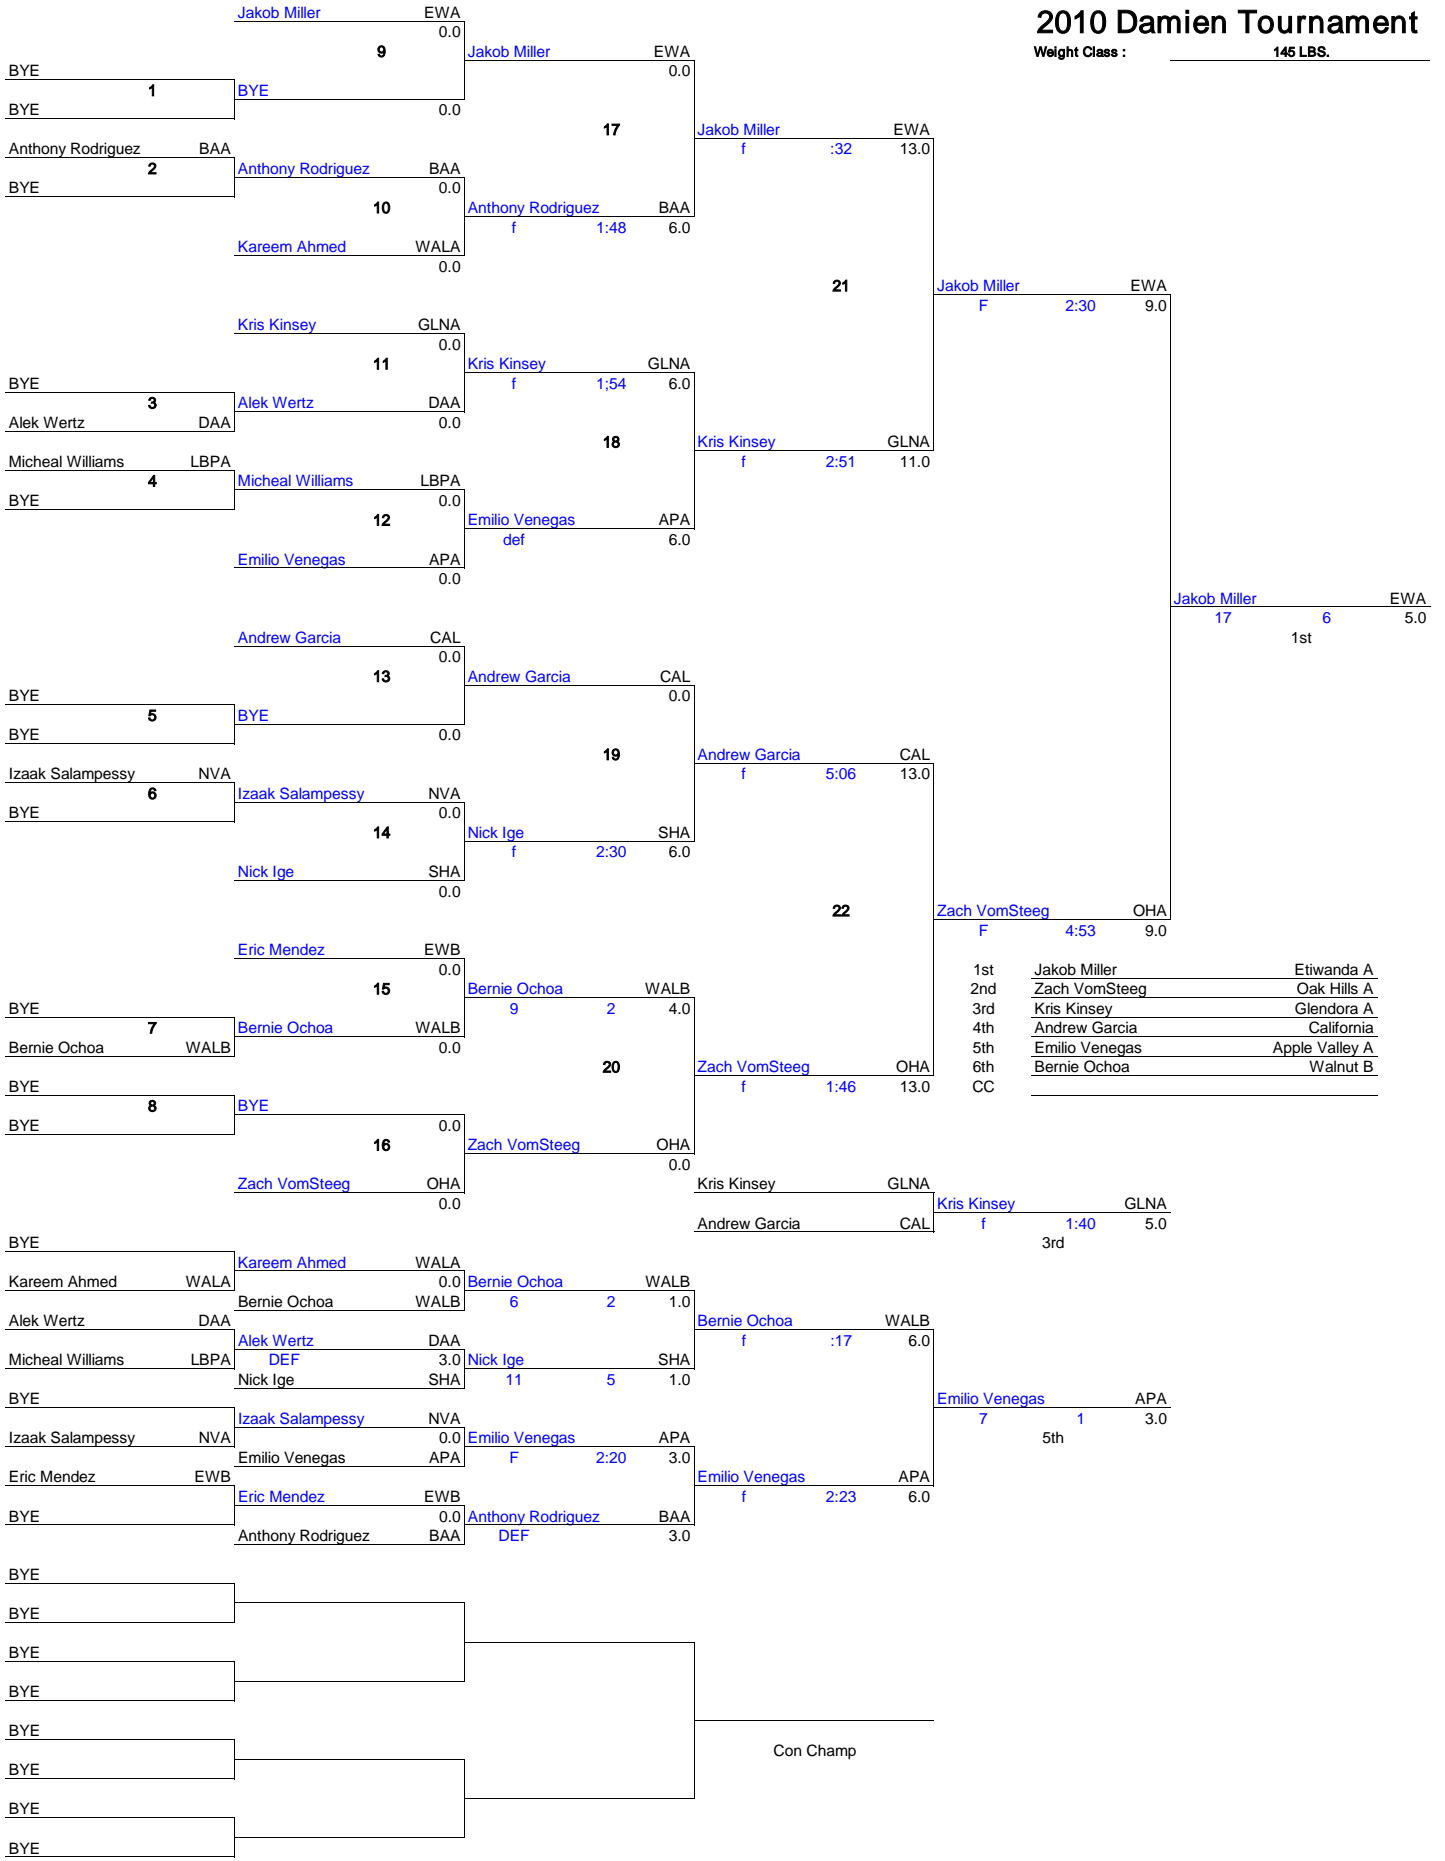 Jakob Miller EWA
2010 Damien Tournament
0.0
9 Jakob Miller EWA Weight Class : 145 LBS.
BYE 0.0
1 BYE
BYE 0.0
17 Jakob Miller EWA
Anthony Rodriguez BAA f :32 13.0
2 Anthony Rodriguez BAA
BYE 0.0
10 Anthony Rodriguez BAA
f 1:48 6.0
Kareem Ahmed WALA
0.0
21 Jakob Miller EWA
F 2:30 9.0
Kris Kinsey GLNA
0.0
11 Kris Kinsey GLNA
BYE f 1;54 6.0
3 Alek Wertz DAA
Alek Wertz DAA 0.0
18 Kris Kinsey GLNA
Micheal Williams LBPA f 2:51 11.0
4 Micheal Williams LBPA
BYE 0.0
12 Emilio Venegas APA
def 6.0
Emilio Venegas APA
0.0
Jakob Miller EWA
17 6 5.0
Andrew Garcia CAL 1st
0.0
13 Andrew Garcia CAL
BYE 0.0
5 BYE
BYE 0.0
19 Andrew Garcia CAL
Izaak Salampessy NVA f 5:06 13.0
6 Izaak Salampessy NVA
BYE 0.0
14 Nick Ige SHA
f 2:30 6.0
Nick Ige SHA
0.0
22 Zach VomSteeg OHA
F 4:53 9.0
Eric Mendez EWB
0.0 1st Jakob Miller Etiwanda A
15 Bernie Ochoa WALB 2nd Zach VomSteeg Oak Hills A
BYE 9 2 4.0 3rd Kris Kinsey Glendora A
7 Bernie Ochoa WALB 4th Andrew Garcia California
Bernie Ochoa WALB 0.0 5th Emilio Venegas Apple Valley A
20 Zach VomSteeg OHA 6th Bernie Ochoa Walnut B
BYE f 1:46 13.0 CC
8 BYE
BYE 0.0
16 Zach VomSteeg OHA
0.0
Zach VomSteeg OHA Kris Kinsey GLNA
0.0 Kris Kinsey GLNA
Andrew Garcia CAL f 1:40 5.0
BYE 3rd
Kareem Ahmed WALA
Kareem Ahmed WALA 0.0 Bernie Ochoa WALB
Bernie Ochoa WALB 6 2 1.0
Alek Wertz DAA Bernie Ochoa WALB
Alek Wertz DAA f :17 6.0
Micheal Williams LBPA DEF 3.0 Nick Ige SHA
Nick Ige SHA 11 5 1.0
BYE Emilio Venegas APA
Izaak Salampessy NVA 7 1 3.0
Izaak Salampessy NVA 0.0 Emilio Venegas APA 5th
Emilio Venegas APA F 2:20 3.0
Eric Mendez EWB Emilio Venegas APA
Eric Mendez EWB f 2:23 6.0
BYE 0.0 Anthony Rodriguez BAA
Anthony Rodriguez BAA DEF 3.0
BYE
BYE
BYE
BYE
BYE
Con Champ
BYE
BYE
BYE